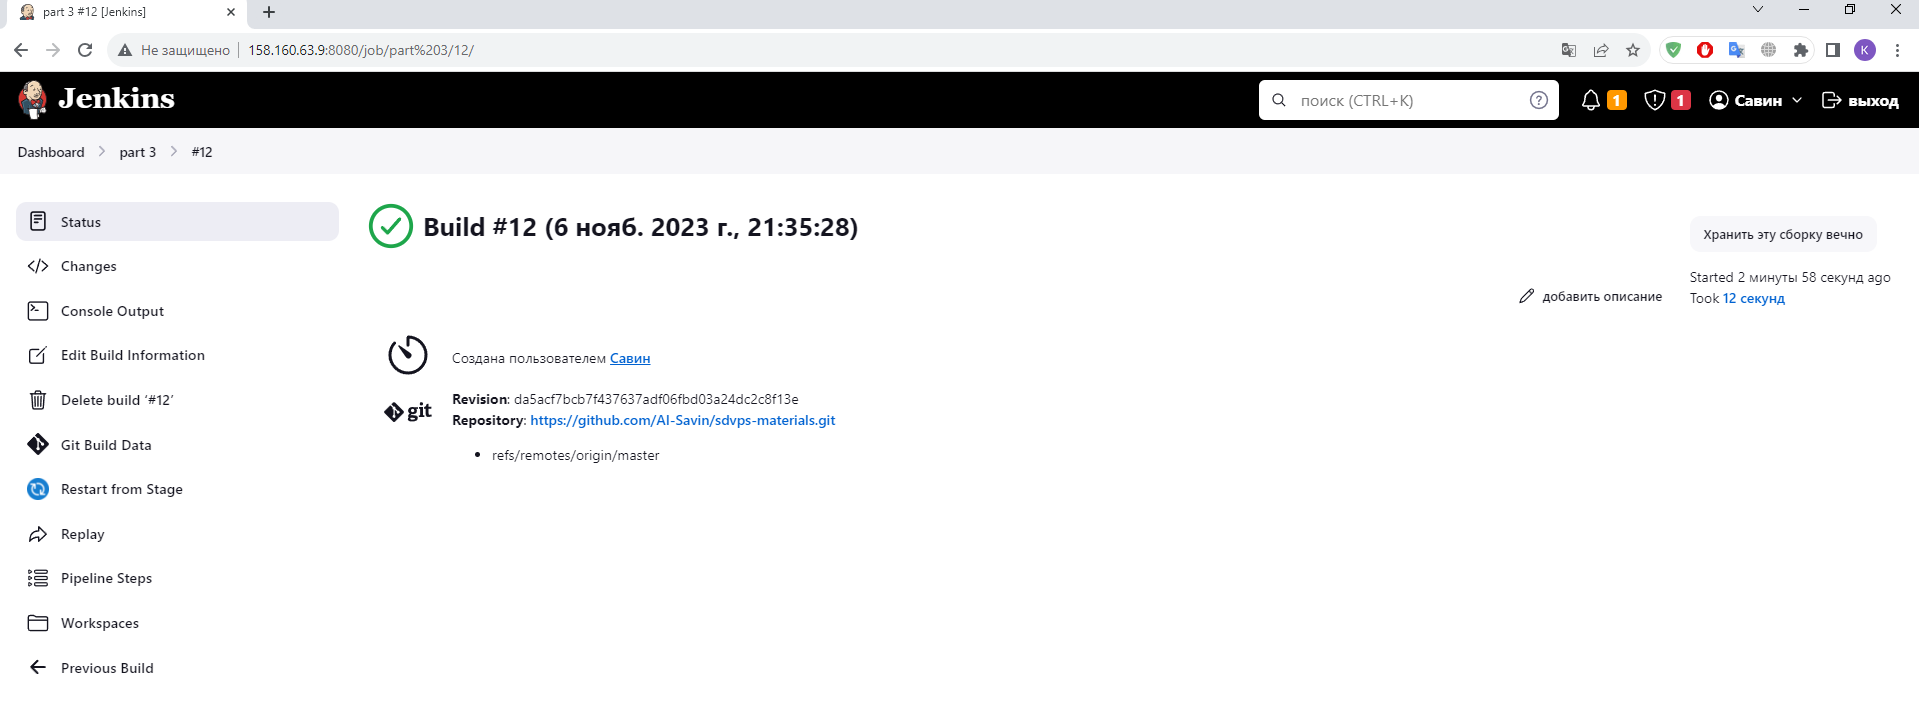 part 3 #12 [Jenkins]
Не защищено 158.160.63.9:8080/job/part%203/12/
K
Jenkins
поиск (CTRL+K)
1
1
Савин
выход
Dashboard
part 3
#12
Status
Changes
Console Output
Edit Build Information
Delete build ‘#12’
Git Build Data
Restart from Stage
Replay
Pipeline Steps
Workspaces
Previous Build
Build #12 (6 нояб. 2023 г., 21:35:28)
Хранить эту сборку вечно
Started 2 минуты 58 секунд ago
Took 12 секунд
добавить описание
Создана пользователем Савин
git
Revision: da5acf7bcb7f437637adf06fbd03a24dc2c8f13e
Repository: https://github.com/Al-Savin/sdvps-materials.git
refs/remotes/origin/master